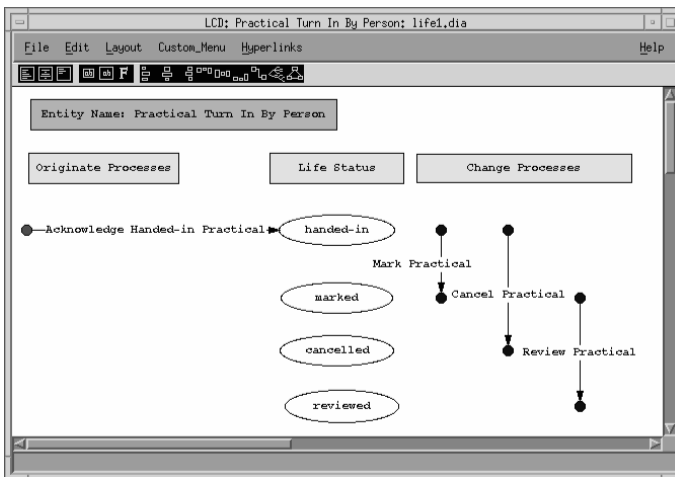 LCD: Practical Turn In By Person: life1.dia
File Edit Layout Custom_Menu Hyperlinks Help
ab ab F
Entity Name: Practical Turn In By Person
Originate Processes Life Status Change Processes
Acknowledge Handed-in Practical handed-in
Mark Practical
marked Cancel Practical
cancelled Review Practical
reviewed